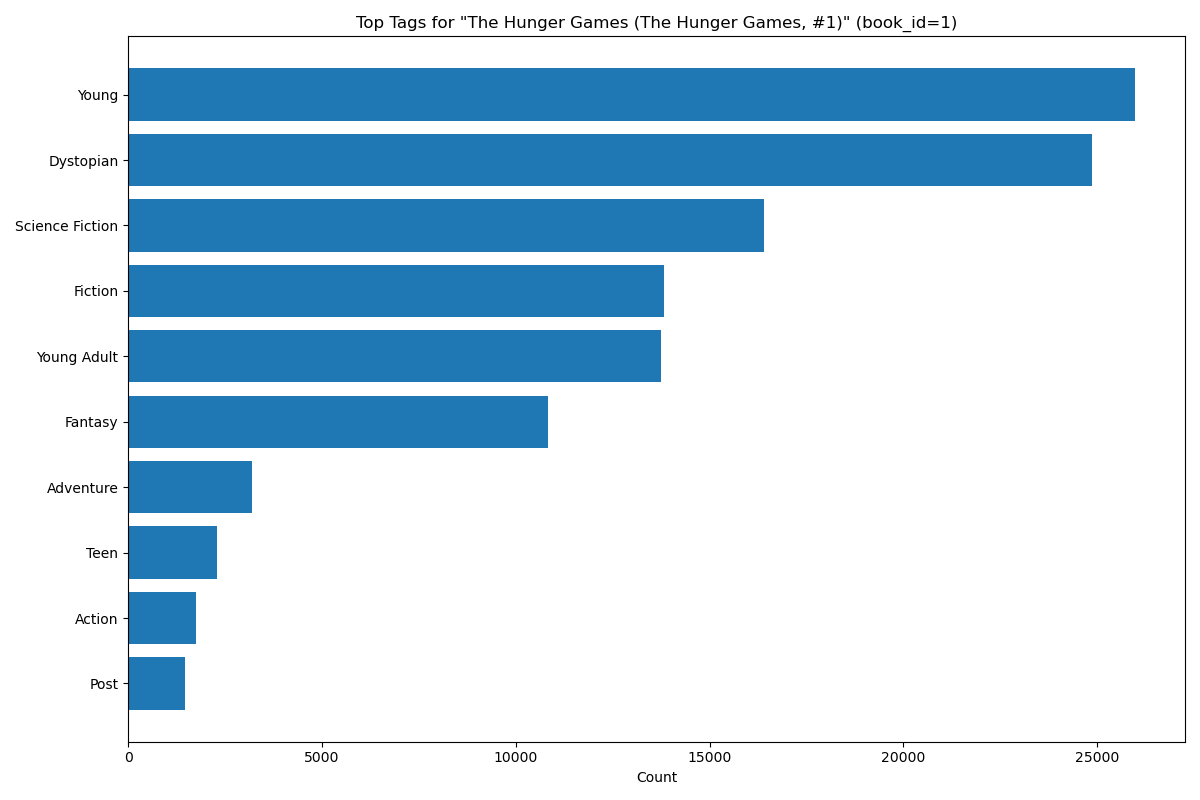 Top Tags for "The Hunger Games (The Hunger Games, #1)" (book_id=1)
Young
Dystopian
Science Fiction
Fiction
Young Adult
Fantasy
Adventure
Teen
Action
Post
0 5000 10000 15000 20000 25000
Count